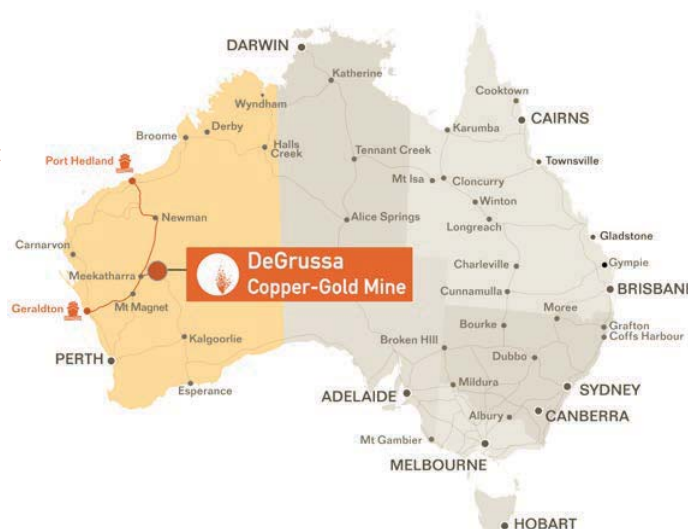 DARWIN
Katherine
Cooktown
Wyndham
CAIRNS
Karumba
Broome
Derby
Halls
Creek
Tennant Creek
Townsville
Port Hedland
Mt Isa
Cloncurry
Winton
Newman
Alice Springs
Longreach
Gladstone
Carnarvon
DeGrussa
Copper-Gold Mine
Meekatharra
Charleville
Gympie
Cunnamulla
BRISBAN
Geraldton
Mt Magnet
Moree
Bourke
Grafton
Coffs Harbour
Kalgoorlie
Broken Hill
Dubbo
PERTH
Esperance
Mildura
SYDNEY
ADELAIDE
Albury
CANBERRA
Mt Gambier
MELBOURNE
HOBART